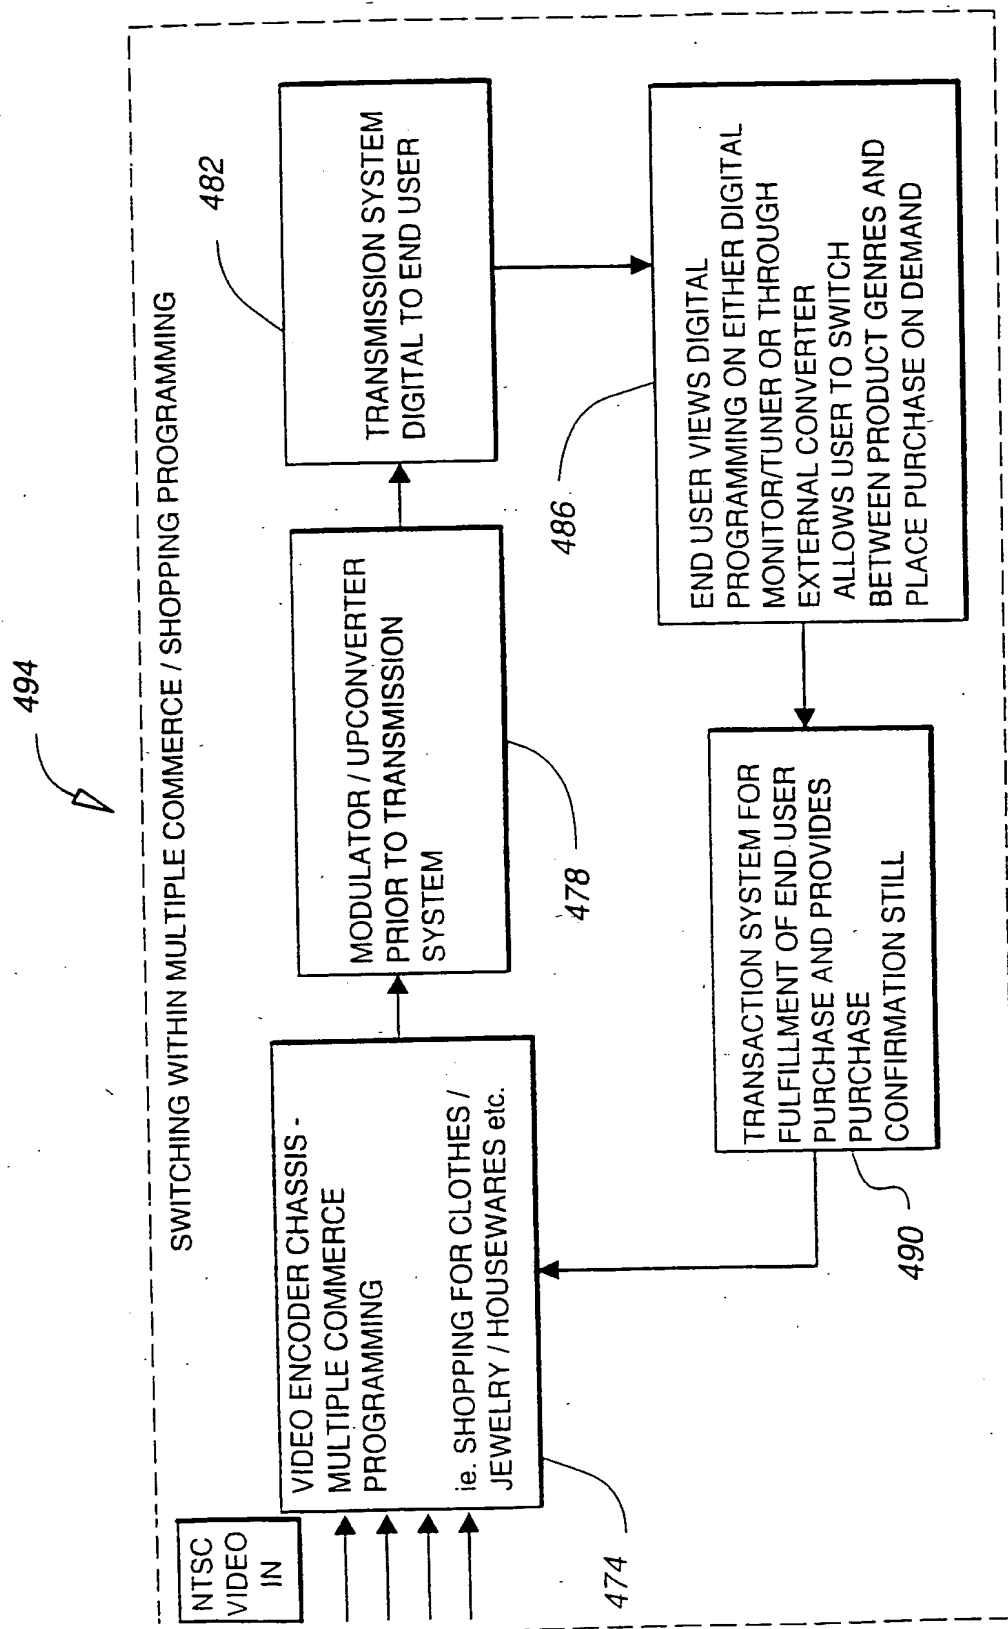 494
SWITCHING WITHIN MULTIPLE COMMERCE / SHOPPING PROGRAMMING
NTSC
VIDEO
IN
VIDEO ENCODER CHASSIS -
MULTIPLE COMMERCE
PROGRAMMING
ie. SHOPPING FOR CLOTHES /
JEWELRY / HOUSEWARES etc.
474
MODULATOR / UPCONVERTER
PRIOR TO TRANSMISSION
SYSTEM
478
TRANSMISSION SYSTEM
DIGITAL TO END USER
482
END USER VIEWS DIGITAL
PROGRAMMING ON EITHER DIGITAL
MONITOR/TUNER OR THROUGH
EXTERNAL CONVERTER
ALLOWS USER TO SWITCH
BETWEEN PRODUCT GENRES AND
PLACE PURCHASE ON DEMAND
486
TRANSACTION SYSTEM FOR
FULFILLMENT OF END USER
PURCHASE AND PROVIDES
PURCHASE
CONFIRMATION STILL
490